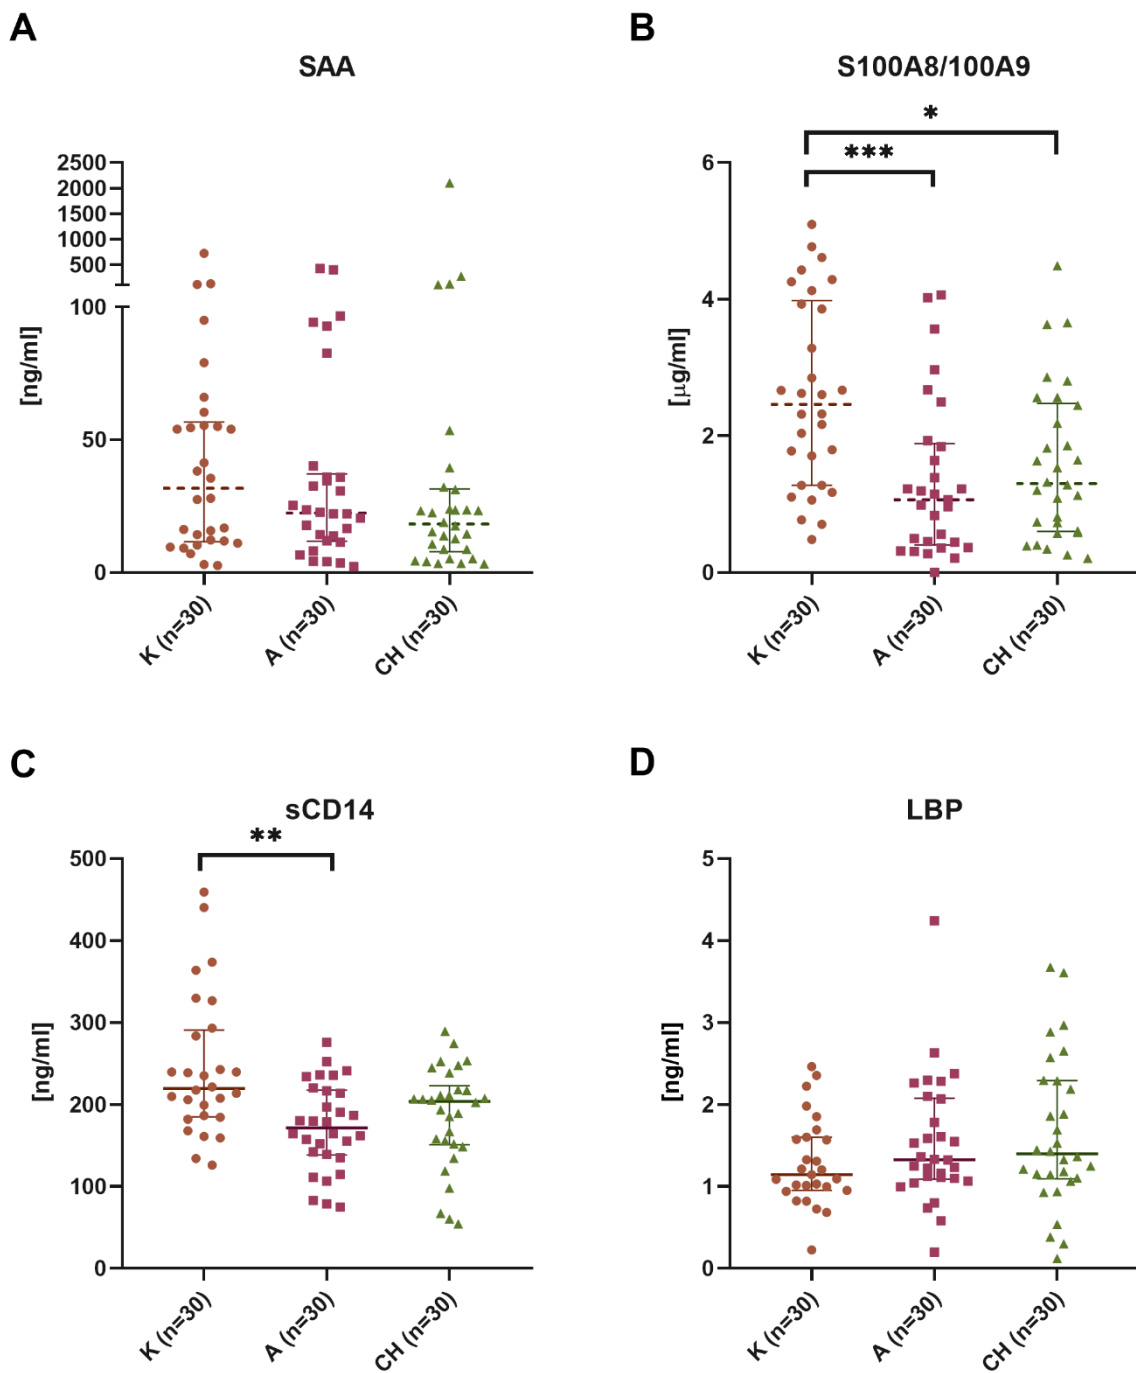 A
SAA
2500
2000
1500
1000
500
100
50
0
[ng/ml]
K (n=30)
A (n=30)
CH (n=30)
B
S100A8/100A9
*
***
6
4
2
0
[μg/ml]
K (n=30)
A (n=30)
CH (n=30)
C
sCD14
**
500
400
300
200
100
0
[ng/ml]
K (n=30)
A (n=30)
CH (n=30)
D
LBP
5
4
3
2
1
0
[ng/ml]
K (n=30)
A (n=30)
CH (n=30)